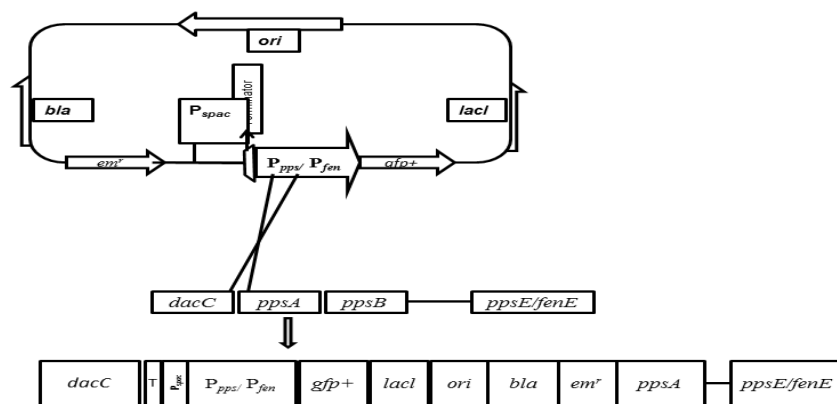 ori
bla
Pspac
Terminator
lacI
emʳ
Ppps/ Pfen
gfp+
dacC
ppsA
ppsB
ppsE/fenE
dacC
T
Pspac
Ppps/ Pfen
gfp+
lacI
ori
bla
emʳ
ppsA
ppsE/fenE